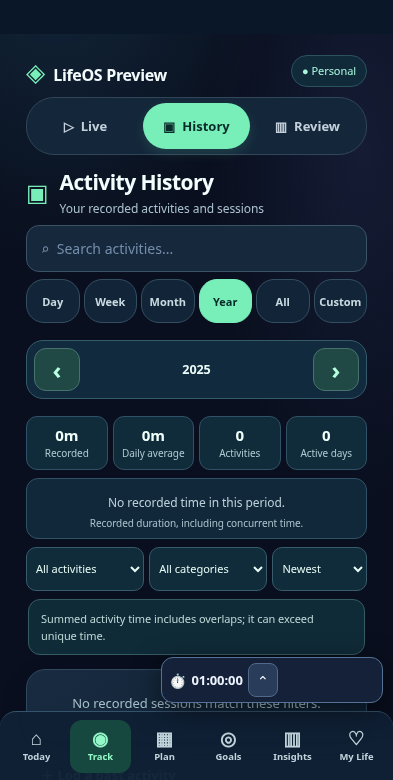 LifeOS Preview
Personal
Live
History
Review
Activity History
Your recorded activities and sessions
Search activities...
Day
Week
Month
Year
All
Custom
2025
0m
Recorded
0m
Daily average
0
Activities
0
Active days
No recorded time in this period.
Recorded duration, including concurrent time.
All activities
All categories
Newest
Summed activity time includes overlaps; it can exceed
unique time.
01:00:00
No recorded sessions match these filters.
Today
Track
Plan
Goals
Insights
My Life
+ Log a past activity